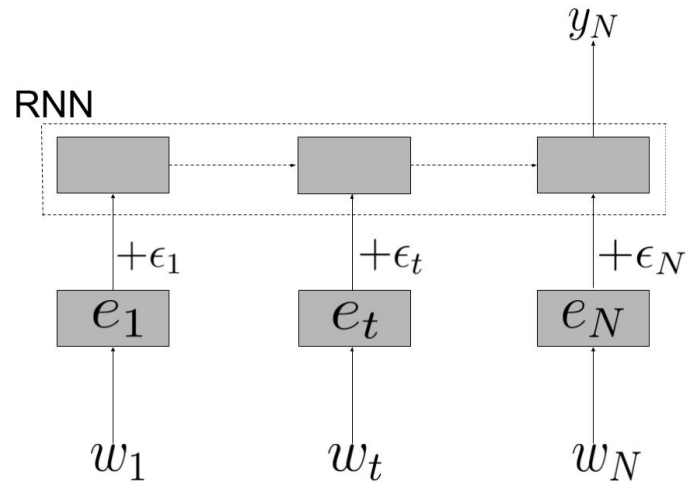 y_N
RNN
+ϵ_1 +ϵ_t +ϵ_N
e_1 e_t e_N
w_1 w_t w_N